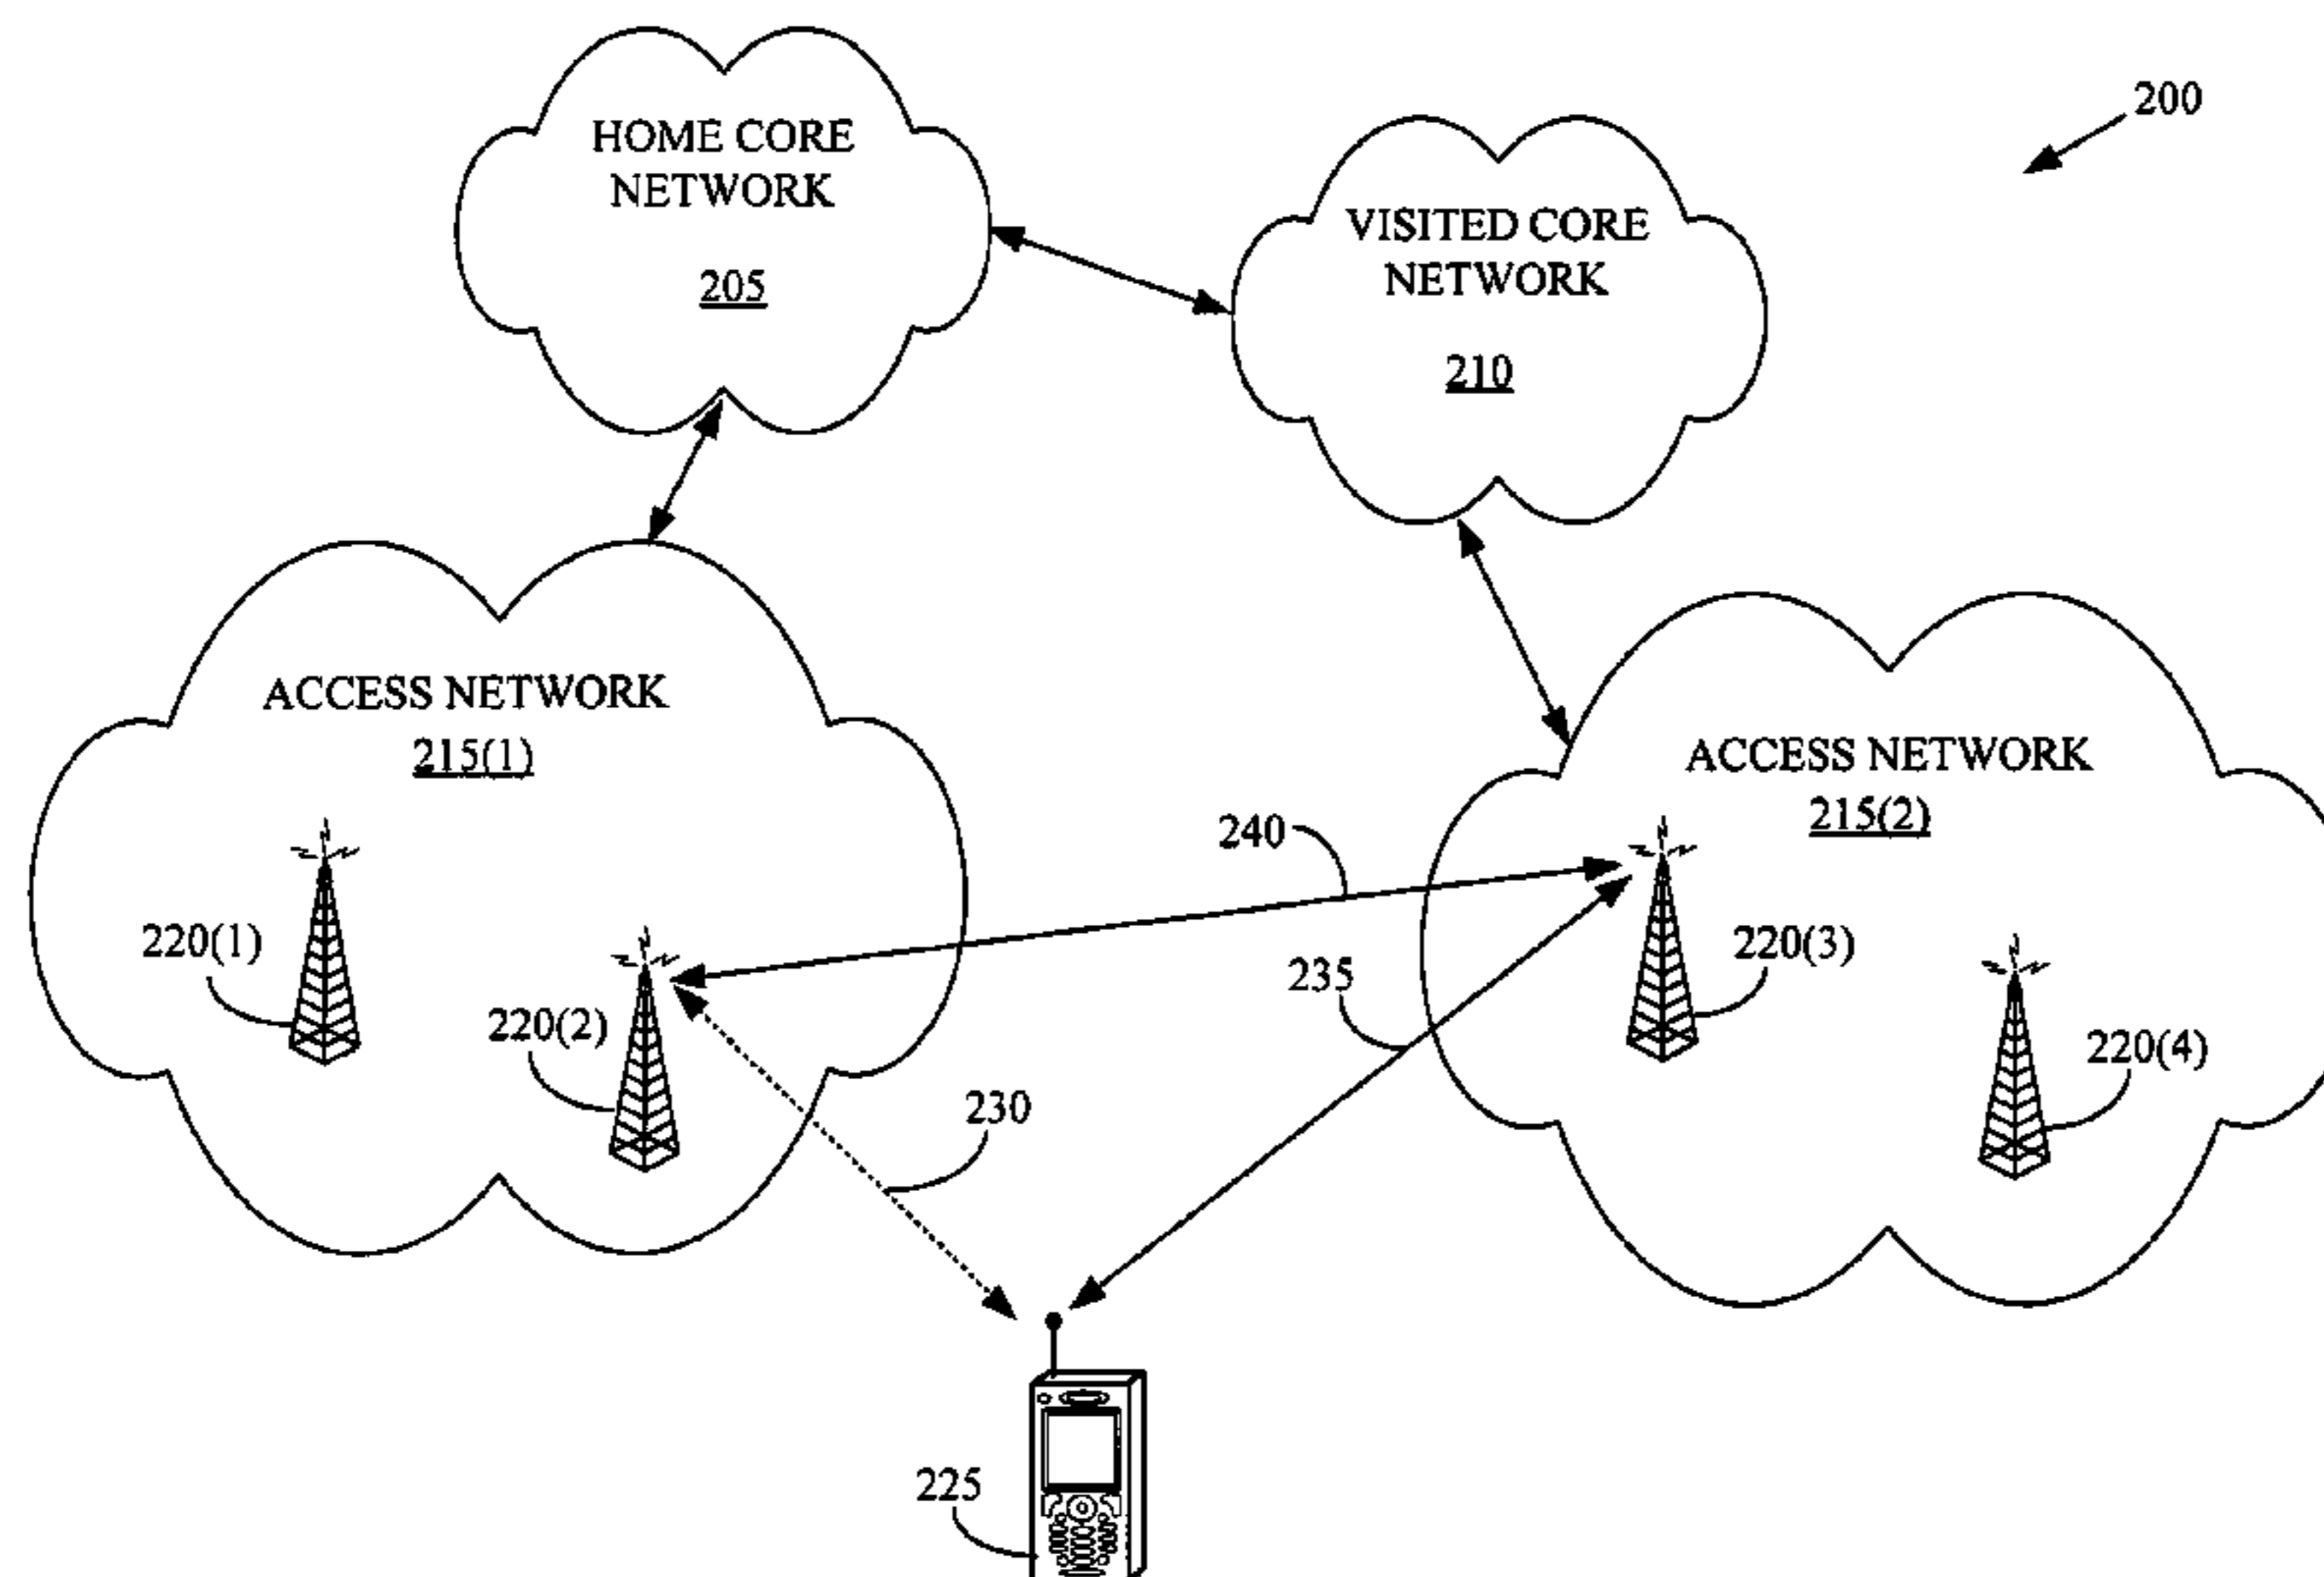 200
HOME CORE
NETWORK
205
VISITED CORE
NETWORK
210
ACCESS NETWORK
215(1)
ACCESS NETWORK
215(2)
240
220(1)
220(2)
235
220(3)
220(4)
230
225